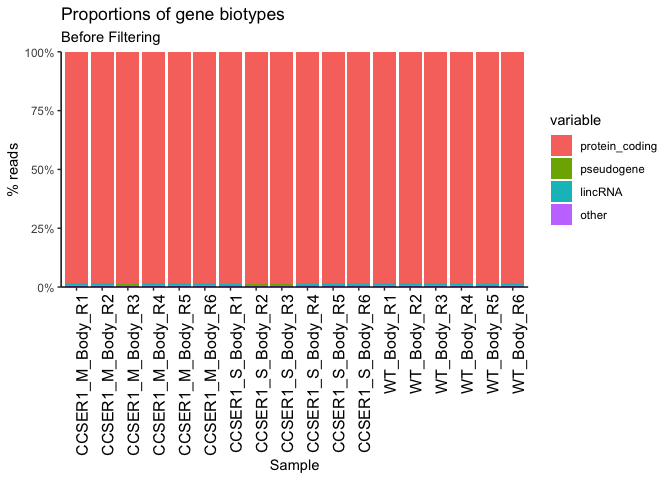 Proportions of gene biotypes
Before Filtering
% reads
100%
75%
50%
25%
0%
CCSER1_M_Body_R1
CCSER1_M_Body_R2
CCSER1_M_Body_R3
CCSER1_M_Body_R4
CCSER1_M_Body_R5
CCSER1_M_Body_R6
CCSER1_S_Body_R1
CCSER1_S_Body_R2
CCSER1_S_Body_R3
CCSER1_S_Body_R4
CCSER1_S_Body_R5
CCSER1_S_Body_R6
WT_Body_R1
WT_Body_R2
WT_Body_R3
WT_Body_R4
WT_Body_R5
WT_Body_R6
Sample
variable
protein_coding
pseudogene
lincRNA
other